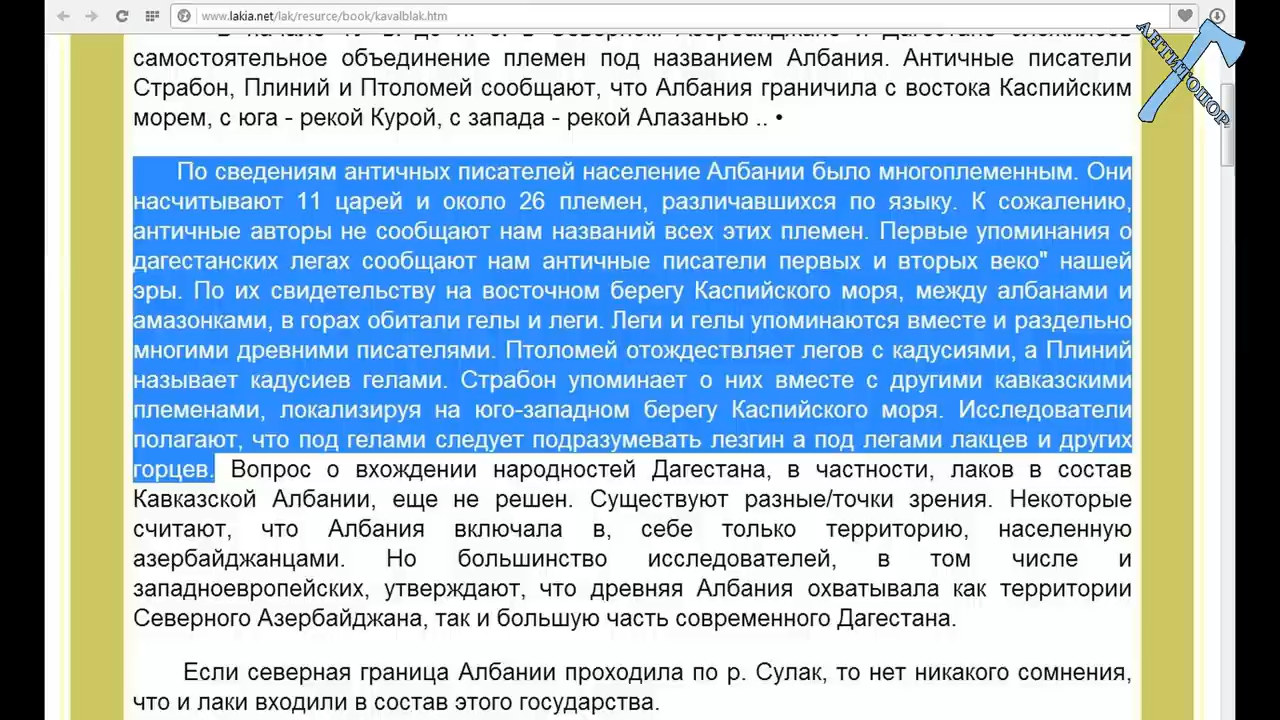 www.lakia.net/lak/resurce/book/kavalblak.htm
АНТИТОПОР
самостоятельное объединение племен под названием Албания. Античные писатели
Страбон, Плиний и Птоломей сообщают, что Албания граничила с востока Каспийским
морем, с юга - рекой Курой, с запада - рекой Алазанью .. •
По сведениям античных писателей население Албании было многоплеменным. Они
насчитывают 11 царей и около 26 племен, различавшихся по языку. К сожалению,
античные авторы не сообщают нам названий всех этих племен. Первые упоминания о
дагестанских легах сообщают нам античные писатели первых и вторых веко" нашей
эры. По их свидетельству на восточном берегу Каспийского моря, между албанами и
амазонками, в горах обитали гелы и леги. Леги и гелы упоминаются вместе и раздельно
многими древними писателями. Птоломей отождествляет легов с кадусиями, а Плиний
называет кадусиев гелами. Страбон упоминает о них вместе с другими кавказскими
племенами, локализируя на юго-западном берегу Каспийского моря. Исследователи
полагают, что под гелами следует подразумевать лезгин а под легами лакцев и других
горцев. Вопрос о вхождении народностей Дагестана, в частности, лаков в состав
Кавказской Албании, еще не решен. Существуют разные/точки зрения. Некоторые
считают, что Албания включала в, себе только территорию, населенную
азербайджанцами. Но большинство исследователей, в том числе и
западноевропейских, утверждают, что древняя Албания охватывала как территории
Северного Азербайджана, так и большую часть современного Дагестана.
Если северная граница Албании проходила по р. Сулак, то нет никакого сомнения,
что и лаки входили в состав этого государства.